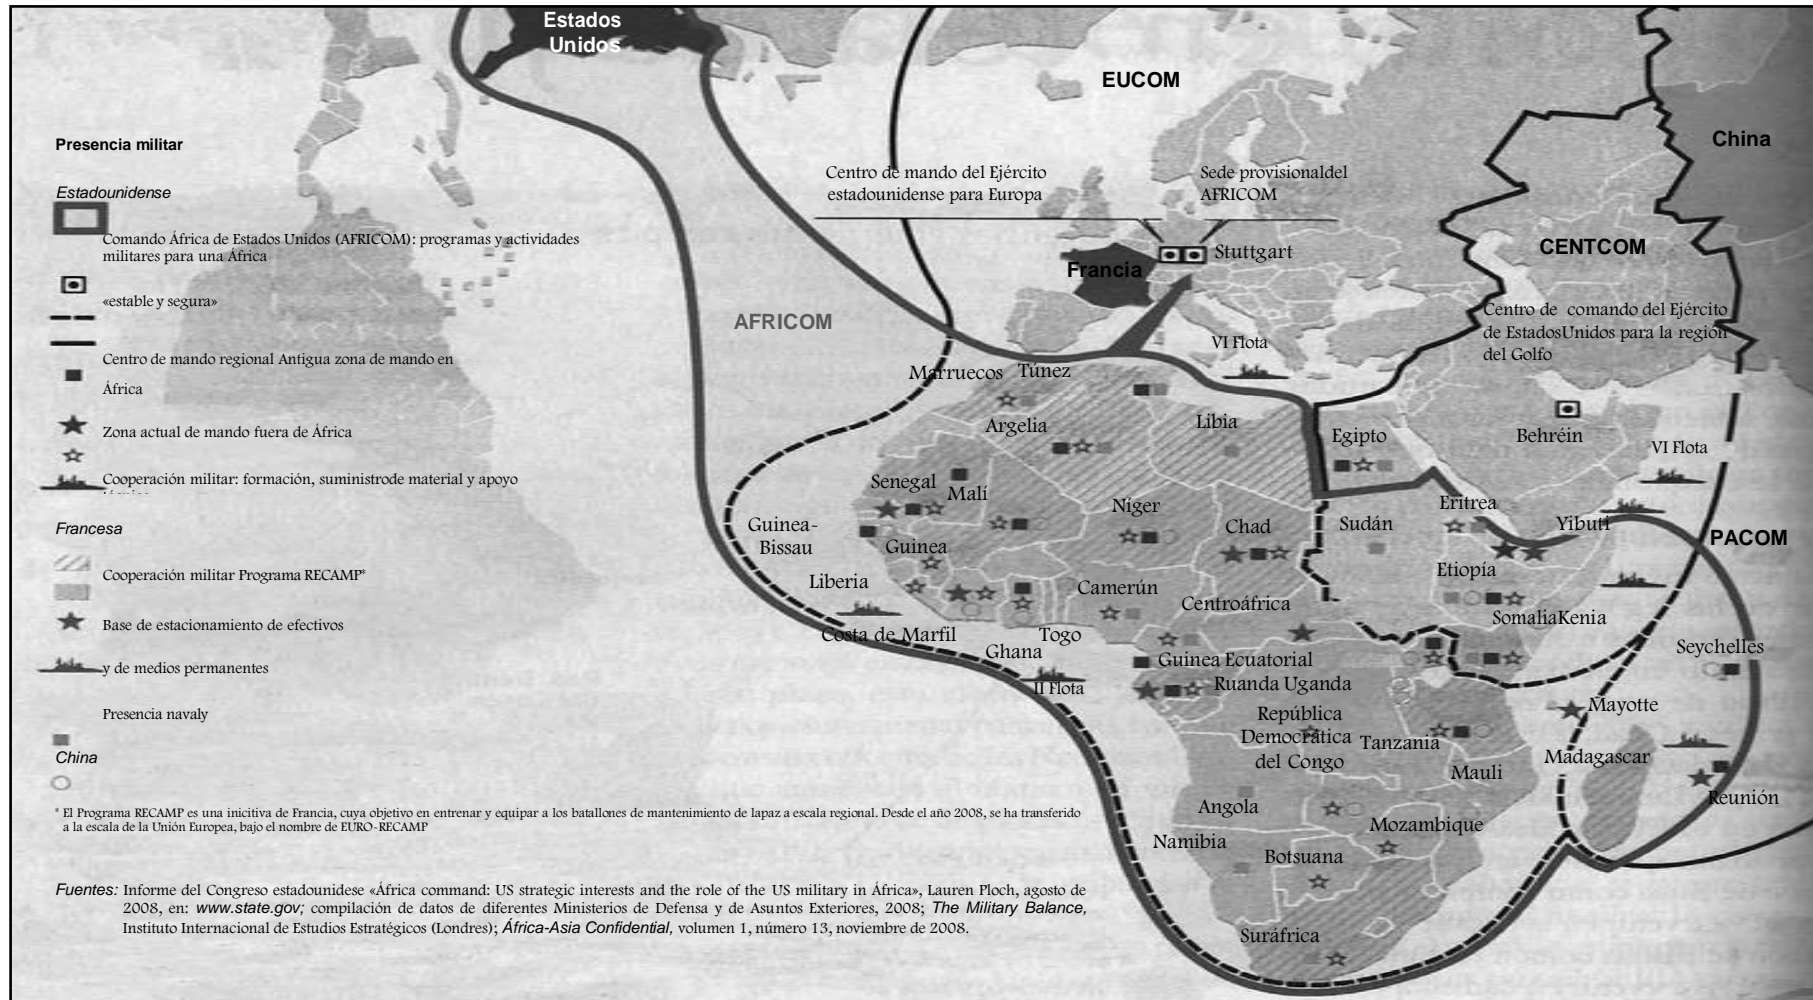 Estados
Unidos
EUCOM
China
Presencia militar
Estadounidense
Comando África de Estados Unidos (AFRICOM): programas y actividades
militares para una África
«estable y segura»
Centro de mando regional Antigua zona de mando en
África
Zona actual de mando fuera de África
Cooperación militar: formación, suministrode material y apoyo
Francesa
Cooperación militar Programa RECAMP*
Base de estacionamiento de efectivos
y de medios permanentes
Presencia navaly
China
Centro de mando del Ejército
estadounidense para Europa
Sede provisionaldel
AFRICOM
Stuttgart
Francia
CENTCOM
Centro de comando del Ejército
de EstadosUnidos para la región
del Golfo
AFRICOM
VI Flota
Marruecos
Túnez
Argelia
Libia
Egipto
Behréin
VI Flota
Senegal
Malí
Níger
Chad
Sudán
Eritrea
Yibuti
PACOM
Guinea-
Bissau
Guinea
Liberia
Camerún
Etiopía
Centroáfrica
SomaliaKenia
Costa de Marfil
Togo
Ghana
Guinea Ecuatorial
Seychelles
II Flota
Ruanda Uganda
Mayotte
República
Democrática
del Congo
Tanzania
Madagascar
Mauli
Reunión
Angola
Mozambique
Namibia
Botsuana
Suráfrica
* El Programa RECAMP es una inicitiva de Francia, cuya objetivo en entrenar y equipar a los batallones de mantenimiento de lapaz a escala regional. Desde el año 2008, se ha transferido
a la escala de la Unión Europea, bajo el nombre de EURO-RECAMP
Fuentes: Informe del Congreso estadounidese «África command: US strategic interests and the role of the US military in África», Lauren Ploch, agosto de
2008, en: www.state.gov; compilación de datos de diferentes Ministerios de Defensa y de Asuntos Exteriores, 2008; The Military Balance,
Instituto Internacional de Estudios Estratégicos (Londres); África-Asia Confidential, volumen 1, número 13, noviembre de 2008.